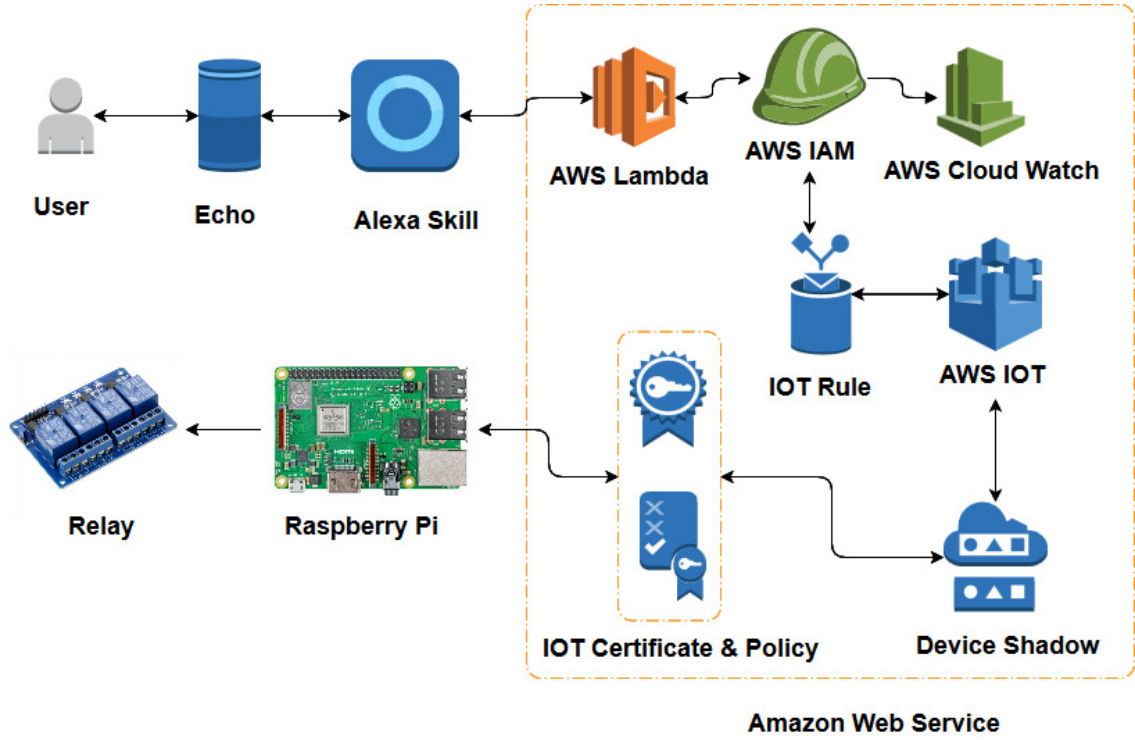 User
Echo
Alexa Skill
AWS Lambda
AWS IAM
AWS Cloud Watch
IOT Rule
AWS IOT
HDMI
Relay
Raspberry Pi
IOT Certificate & Policy
Device Shadow
Amazon Web Service